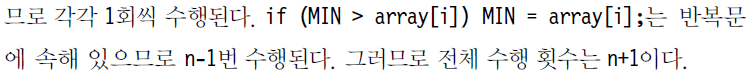 므로 각각 1회씩 수행된다. if (MIN > array[i]) MIN = array[i];는 반복문
에 속해 있으므로 n-1번 수행된다. 그러므로 전체 수행 횟수는 n+1이다.